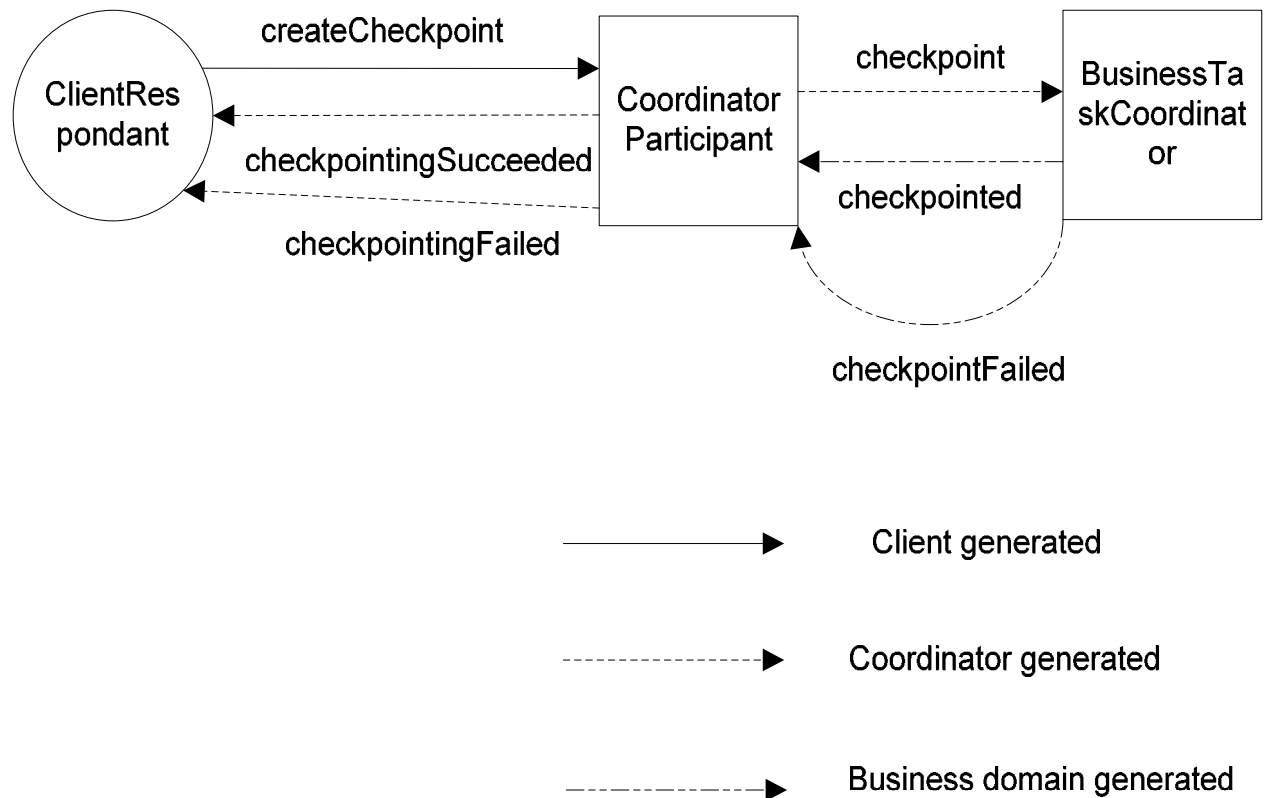 createCheckpoint
ClientRes
pondant
checkpointingSucceeded
checkpointingFailed
Coordinator
Participant
checkpoint
checkpointed
checkpointFailed
BusinessTa
skCoordinat
or
Client generated
Coordinator generated
Business domain generated